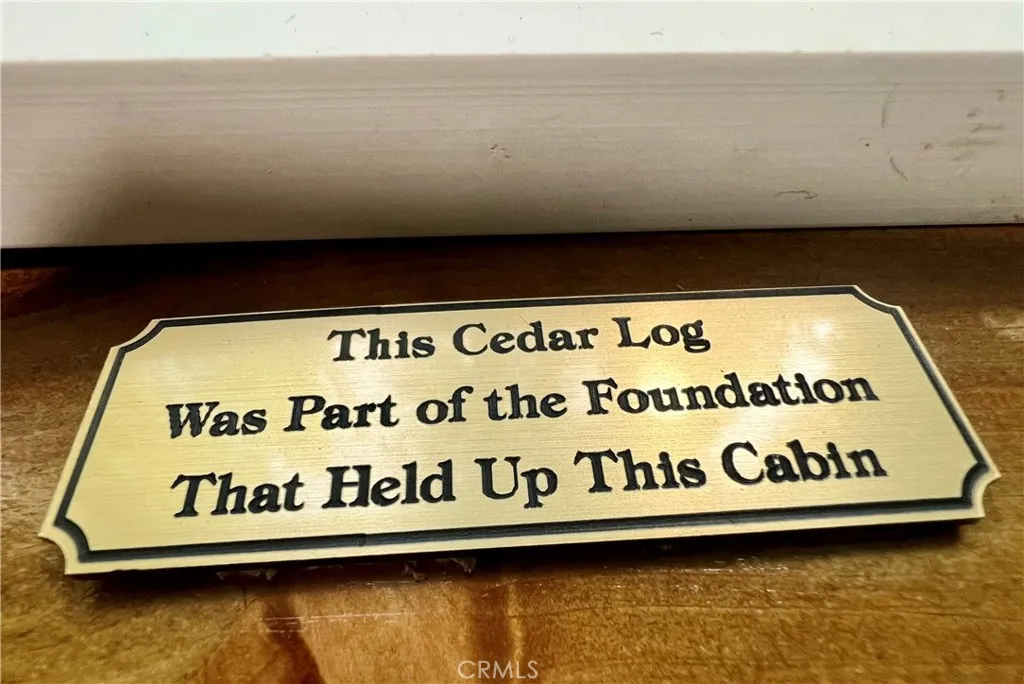 This Cedar Log
Was Part of the Foundation
That Held Up This Cabin
CRMLS